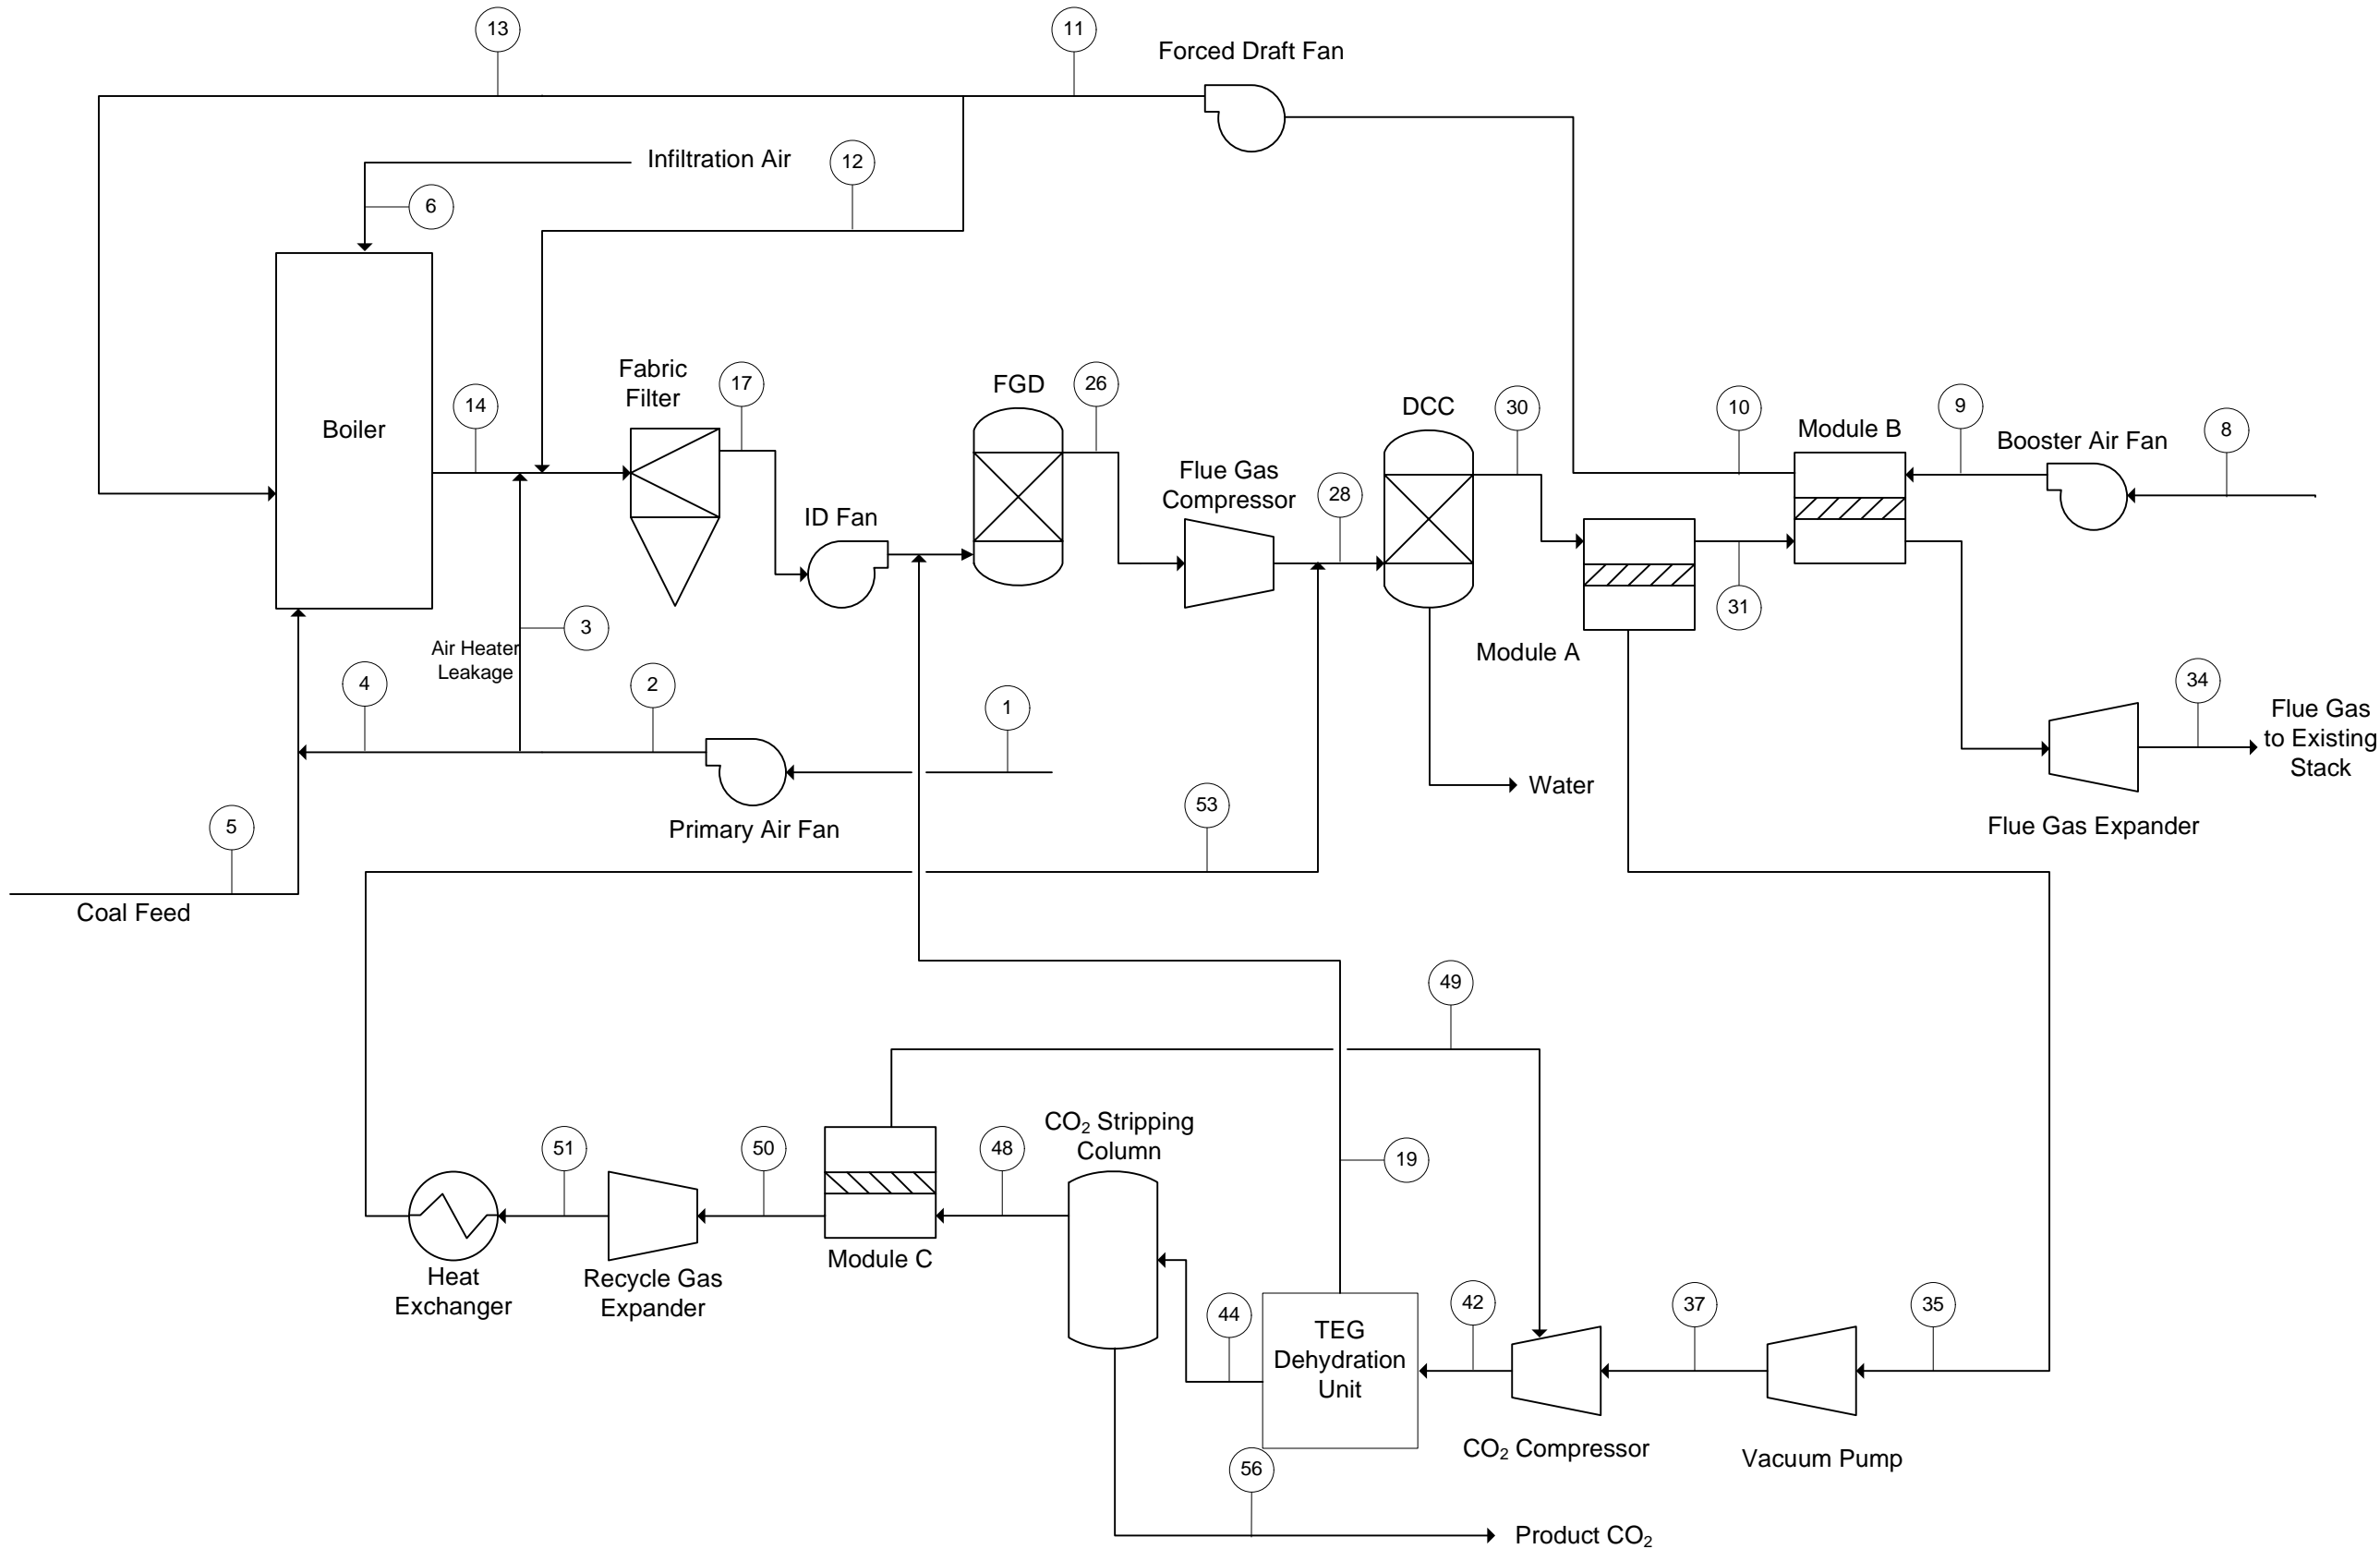 13
11
Forced Draft Fan
Infiltration Air
12
6
Fabric
Filter
17
FGD
26
14
Boiler
DCC
30
10
Module B
9
Booster Air Fan
8
Flue Gas
Compressor
28
ID Fan
31
3
Air Heater
Leakage
Module A
4
2
1
34
Flue Gas
to Existing
Stack
Water
53
5
Primary Air Fan
Flue Gas Expander
Coal Feed
49
CO₂ Stripping
Column
51
50
48
19
Module C
Heat
Exchanger
Recycle Gas
Expander
44
TEG
Dehydration
Unit
42
37
35
CO₂ Compressor
Vacuum Pump
56
Product CO₂